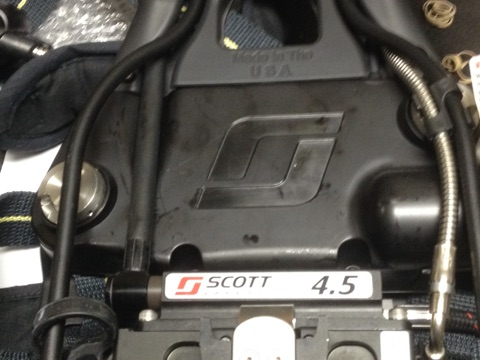 Made In The
U S A
SCOTT 4.5